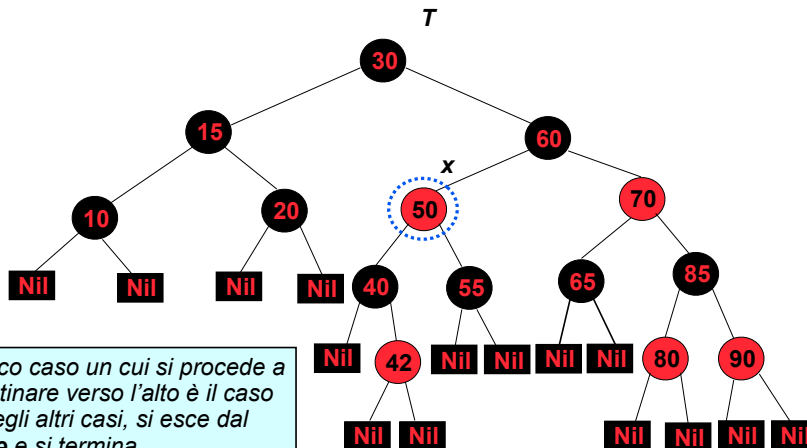 T
30
15
60
x
10
20
50
70
Nil
Nil
Nil
Nil
40
55
65
85
Nil
42
Nil
Nil
Nil
Nil
80
90
Nil
Nil
Nil
Nil
Nil
Nil
co caso un cui si procede a
tinare verso l'alto è il caso
egli altri casi, si esce dal
e si termina